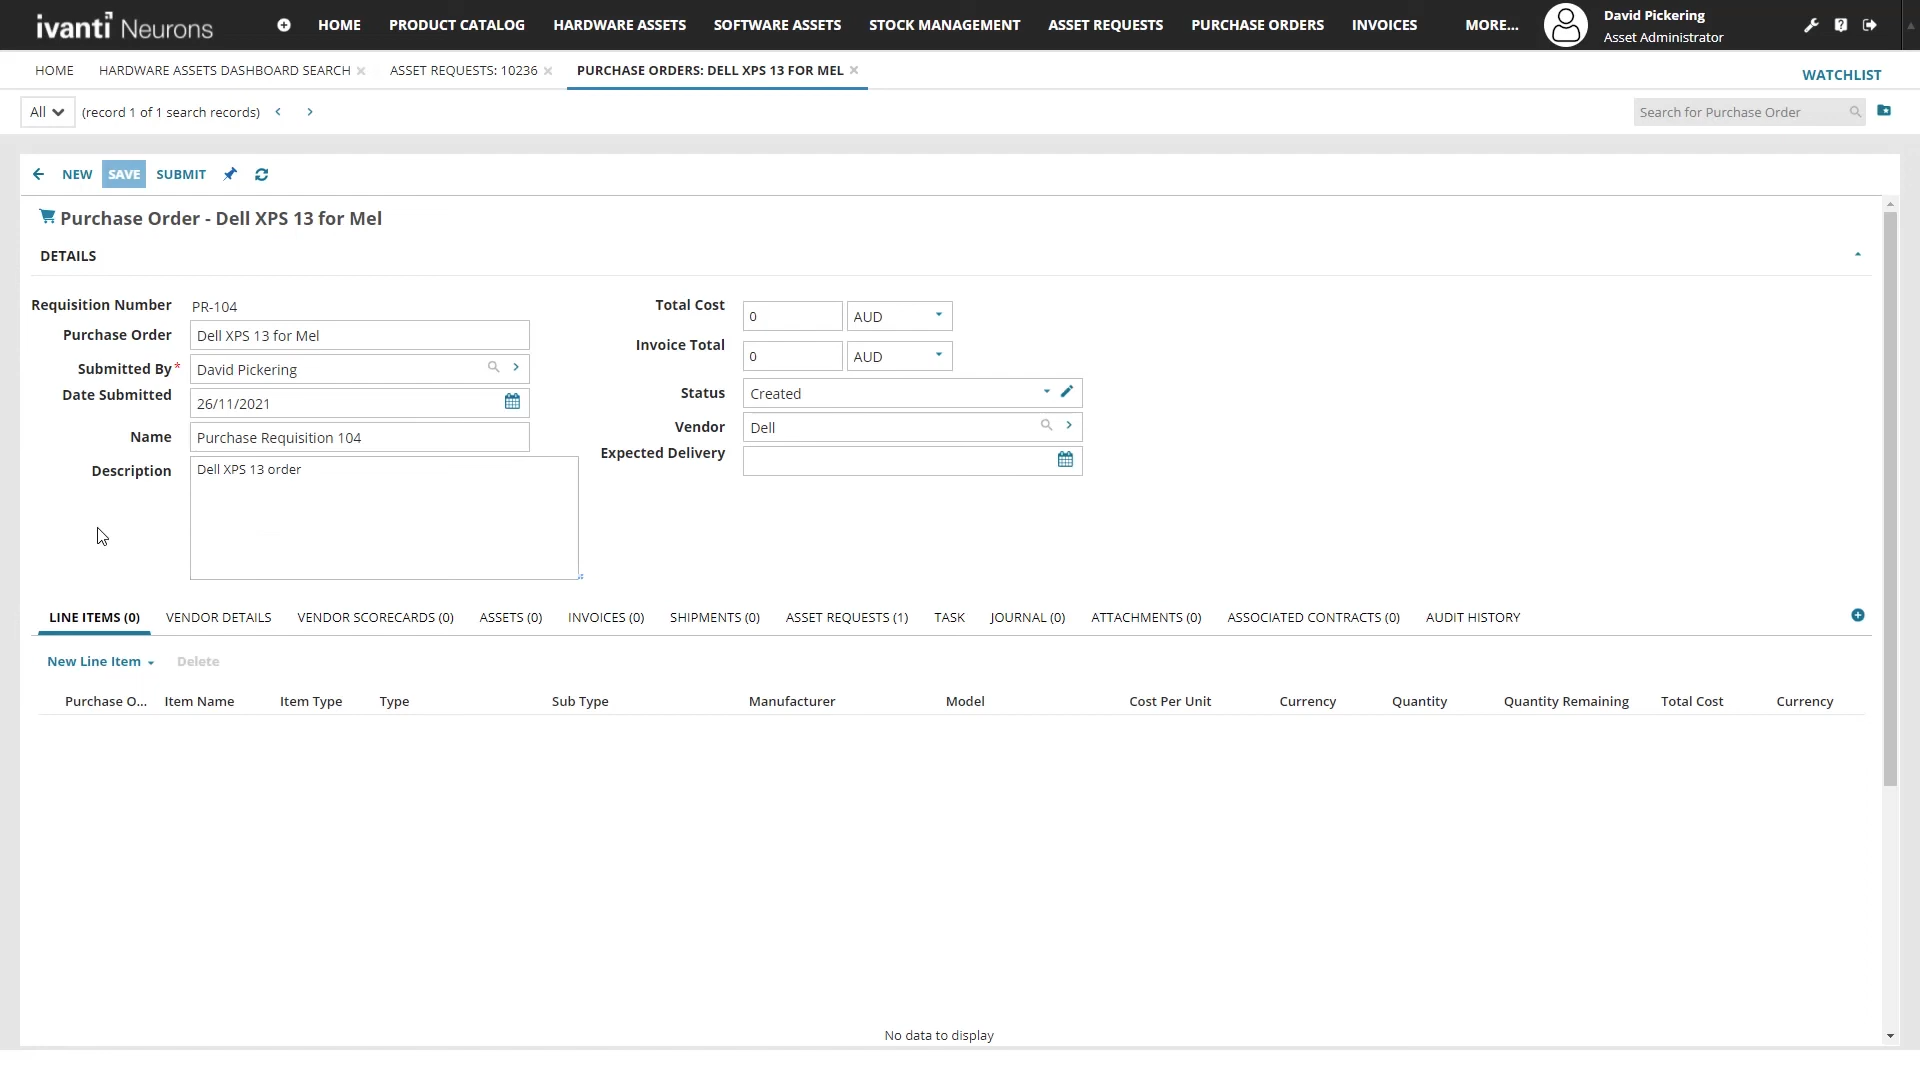 ivanti Neurons
HOME
PRODUCT CATALOG
HARDWARE ASSETS
SOFTWARE ASSETS
STOCK MANAGEMENT
ASSET REQUESTS
PURCHASE ORDERS
INVOICES
MORE...
David Pickering
Asset Administrator
HOME
HARDWARE ASSETS DASHBOARD SEARCH
ASSET REQUESTS: 10236
PURCHASE ORDERS: DELL XPS 13 FOR MEL
WATCHLIST
All
(record 1 of 1 search records)
Search for Purchase Order
NEW
SAVE
SUBMIT
Purchase Order - Dell XPS 13 for Mel
DETAILS
Requisition Number PR-104
Purchase Order Dell XPS 13 for Mel
Submitted By* David Pickering
Date Submitted 26/11/2021
Name Purchase Requisition 104
Description Dell XPS 13 order
Total Cost 0 AUD
Invoice Total 0 AUD
Status Created
Vendor Dell
Expected Delivery
LINE ITEMS (0)
VENDOR DETAILS
VENDOR SCORECARDS (0)
ASSETS (0)
INVOICES (0)
SHIPMENTS (0)
ASSET REQUESTS (1)
TASK
JOURNAL (0)
ATTACHMENTS (0)
ASSOCIATED CONTRACTS (0)
AUDIT HISTORY
New Line Item
Delete
Purchase O...
Item Name
Item Type
Type
Sub Type
Manufacturer
Model
Cost Per Unit
Currency
Quantity
Quantity Remaining
Total Cost
Currency
No data to display